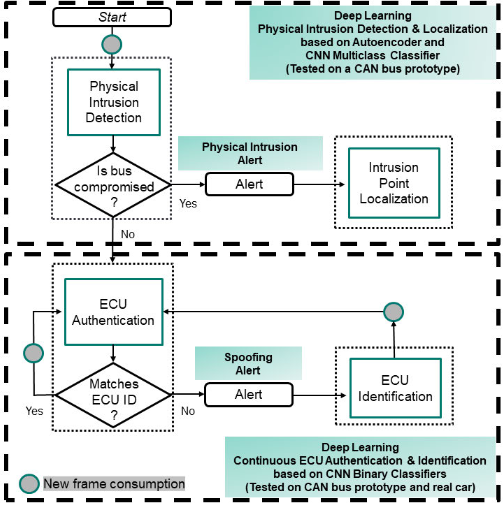 Start
Deep Learning
Physical Intrusion Detection & Localization
based on Autoencoder and
CNN Multiclass Classifier
(Tested on a CAN bus prototype)
Physical
Intrusion
Detection
Is bus
compromised
?
Yes
No
Physical Intrusion
Alert
Alert
Intrusion
Point
Localization
ECU
Authentication
Matches
ECU ID
?
Yes
No
Spoofing
Alert
Alert
ECU
Identification
Deep Learning
Continuous ECU Authentication & Identification
based on CNN Binary Classifiers
(Tested on CAN bus prototype and real car)
New frame consumption